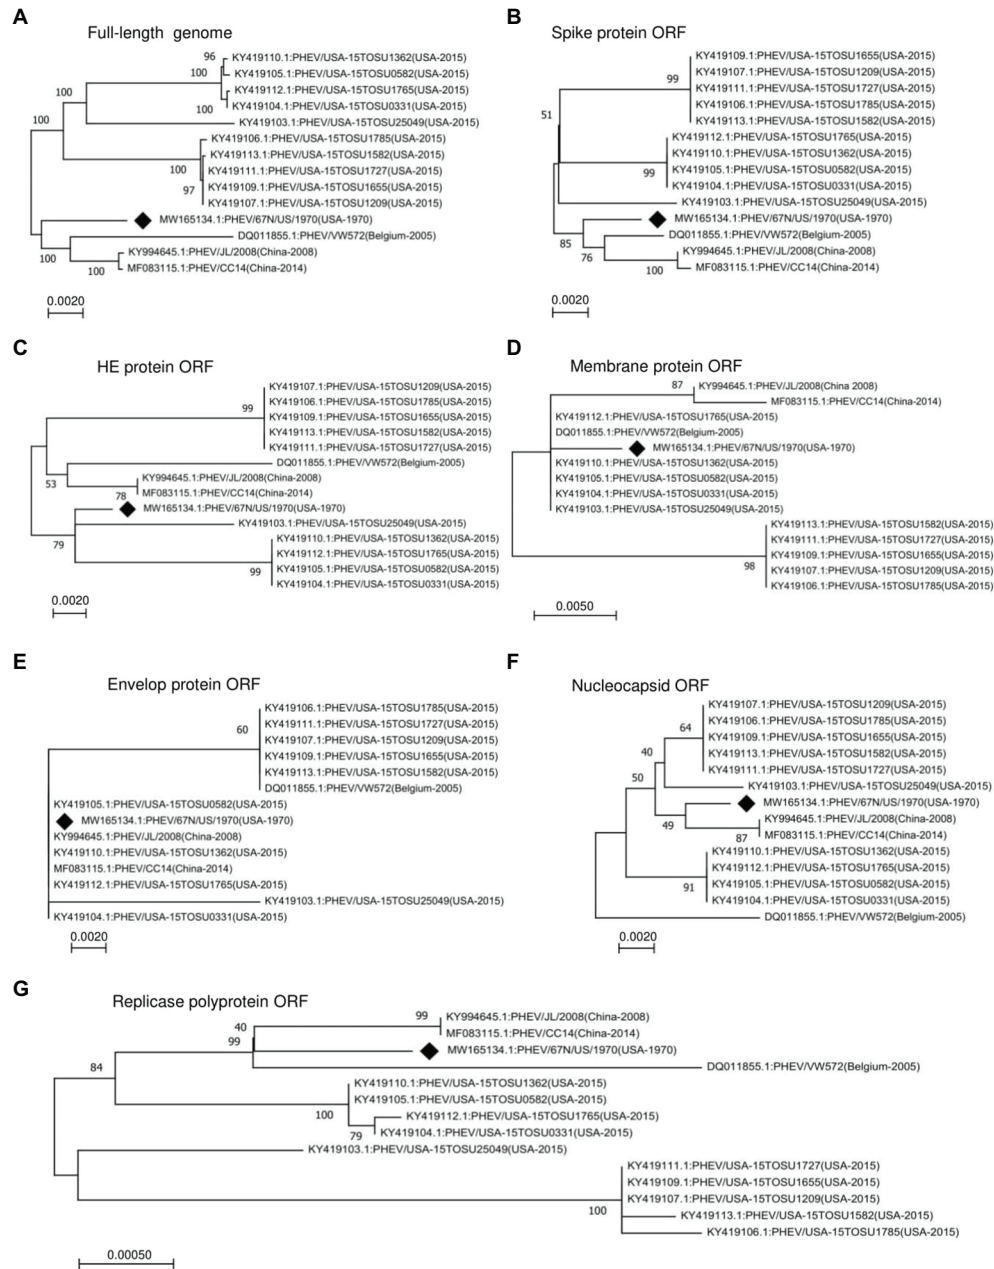 A
Full-length genome
96
KY419110.1:PHEV/USA-15TOSU1362(USA-2015)
100
KY419105.1:PHEV/USA-15TOSU0582(USA-2015)
KY419112.1:PHEV/USA-15TOSU1765(USA-2015)
100
100
KY419104.1:PHEV/USA-15TOSU0331(USA-2015)
100
KY419103.1:PHEV/USA-15TOSU25049(USA-2015)
KY419106.1:PHEV/USA-15TOSU1785(USA-2015)
KY419113.1:PHEV/USA-15TOSU1582(USA-2015)
100
KY419111.1:PHEV/USA-15TOSU1727(USA-2015)
97
KY419109.1:PHEV/USA-15TOSU1655(USA-2015)
KY419107.1:PHEV/USA-15TOSU1209(USA-2015)
MW165134.1:PHEV/67N/US/1970(USA-1970)
DQ011855.1:PHEV/VW572(Belgium-2005)
100
KY994645.1:PHEV/JL/2008(China-2008)
100
MF083115.1:PHEV/CC14(China-2014)
0.0020
B
Spike protein ORF
KY419109.1:PHEV/USA-15TOSU1655(USA-2015)
99
KY419107.1:PHEV/USA-15TOSU1209(USA-2015)
KY419111.1:PHEV/USA-15TOSU1727(USA-2015)
KY419106.1:PHEV/USA-15TOSU1785(USA-2015)
51
KY419113.1:PHEV/USA-15TOSU1582(USA-2015)
KY419112.1:PHEV/USA-15TOSU1765(USA-2015)
KY419110.1:PHEV/USA-15TOSU1362(USA-2015)
99
KY419105.1:PHEV/USA-15TOSU0582(USA-2015)
KY419104.1:PHEV/USA-15TOSU0331(USA-2015)
KY419103.1:PHEV/USA-15TOSU25049(USA-2015)
MW165134.1:PHEV/67N/US/1970(USA-1970)
85
DQ011855.1:PHEV/VW572(Belgium-2005)
76
KY994645.1:PHEV/JL/2008(China-2008)
100
MF083115.1:PHEV/CC14(China-2014)
0.0020
C
HE protein ORF
KY419107.1:PHEV/USA-15TOSU1209(USA-2015)
KY419106.1:PHEV/USA-15TOSU1785(USA-2015)
99
KY419109.1:PHEV/USA-15TOSU1655(USA-2015)
KY419113.1:PHEV/USA-15TOSU1582(USA-2015)
KY419111.1:PHEV/USA-15TOSU1727(USA-2015)
DQ011855.1:PHEV/VW572(Belgium-2005)
53
KY994645.1:PHEV/JL/2008(China-2008)
78
MF083115.1:PHEV/CC14(China-2014)
MW165134.1:PHEV/67N/US/1970(USA-1970)
KY419103.1:PHEV/USA-15TOSU25049(USA-2015)
79
KY419110.1:PHEV/USA-15TOSU1362(USA-2015)
KY419112.1:PHEV/USA-15TOSU1765(USA-2015)
99
KY419105.1:PHEV/USA-15TOSU0582(USA-2015)
KY419104.1:PHEV/USA-15TOSU0331(USA-2015)
0.0020
D
Membrane protein ORF
87
KY994645.1:PHEV/JL/2008(China 2008)
MF083115.1:PHEV/CC14(China-2014)
KY419112.1:PHEV/USA-15TOSU1765(USA-2015)
DQ011855.1:PHEV/VW572(Belgium-2005)
MW165134.1:PHEV/67N/US/1970(USA-1970)
KY419110.1:PHEV/USA-15TOSU1362(USA-2015)
KY419105.1:PHEV/USA-15TOSU0582(USA-2015)
KY419104.1:PHEV/USA-15TOSU0331(USA-2015)
KY419103.1:PHEV/USA-15TOSU25049(USA-2015)
KY419113.1:PHEV/USA-15TOSU1582(USA-2015)
KY419111.1:PHEV/USA-15TOSU1727(USA-2015)
KY419109.1:PHEV/USA-15TOSU1655(USA-2015)
98
KY419107.1:PHEV/USA-15TOSU1209(USA-2015)
KY419106.1:PHEV/USA-15TOSU1785(USA-2015)
0.0050
E
Envelop protein ORF
KY419106.1:PHEV/USA-15TOSU1785(USA-2015)
60
KY419111.1:PHEV/USA-15TOSU1727(USA-2015)
KY419107.1:PHEV/USA-15TOSU1209(USA-2015)
KY419109.1:PHEV/USA-15TOSU1655(USA-2015)
KY419113.1:PHEV/USA-15TOSU1582(USA-2015)
DQ011855.1:PHEV/VW572(Belgium-2005)
KY419105.1:PHEV/USA-15TOSU0582(USA-2015)
MW165134.1:PHEV/67N/US/1970(USA-1970)
KY994645.1:PHEV/JL/2008(China-2008)
KY419110.1:PHEV/USA-15TOSU1362(USA-2015)
MF083115.1:PHEV/CC14(China-2014)
KY419112.1:PHEV/USA-15TOSU1765(USA-2015)
KY419103.1:PHEV/USA-15TOSU25049(USA-2015)
KY419104.1:PHEV/USA-15TOSU0331(USA-2015)
0.0020
F
Nucleocapsid ORF
KY419107.1:PHEV/USA-15TOSU1209(USA-2015)
64
KY419106.1:PHEV/USA-15TOSU1785(USA-2015)
KY419109.1:PHEV/USA-15TOSU1655(USA-2015)
40
KY419113.1:PHEV/USA-15TOSU1582(USA-2015)
KY419111.1:PHEV/USA-15TOSU1727(USA-2015)
50
KY419103.1:PHEV/USA-15TOSU25049(USA-2015)
MW165134.1:PHEV/67N/US/1970(USA-1970)
49
KY994645.1:PHEV/JL/2008(China-2008)
87
MF083115.1:PHEV/CC14(China-2014)
KY419110.1:PHEV/USA-15TOSU1362(USA-2015)
KY419112.1:PHEV/USA-15TOSU1765(USA-2015)
91
KY419105.1:PHEV/USA-15TOSU0582(USA-2015)
KY419104.1:PHEV/USA-15TOSU0331(USA-2015)
DQ011855.1:PHEV/VW572(Belgium-2005)
0.0020
G
Replicase polyprotein ORF
99
KY994645.1:PHEV/JL/2008(China-2008)
40
MF083115.1:PHEV/CC14(China-2014)
99
MW165134.1:PHEV/67N/US/1970(USA-1970)
84
DQ011855.1:PHEV/VW572(Belgium-2005)
KY419110.1:PHEV/USA-15TOSU1362(USA-2015)
KY419105.1:PHEV/USA-15TOSU0582(USA-2015)
100
KY419112.1:PHEV/USA-15TOSU1765(USA-2015)
79
KY419104.1:PHEV/USA-15TOSU0331(USA-2015)
KY419103.1:PHEV/USA-15TOSU25049(USA-2015)
KY419111.1:PHEV/USA-15TOSU1727(USA-2015)
KY419109.1:PHEV/USA-15TOSU1655(USA-2015)
KY419107.1:PHEV/USA-15TOSU1209(USA-2015)
100
KY419113.1:PHEV/USA-15TOSU1582(USA-2015)
KY419106.1:PHEV/USA-15TOSU1785(USA-2015)
0.00050